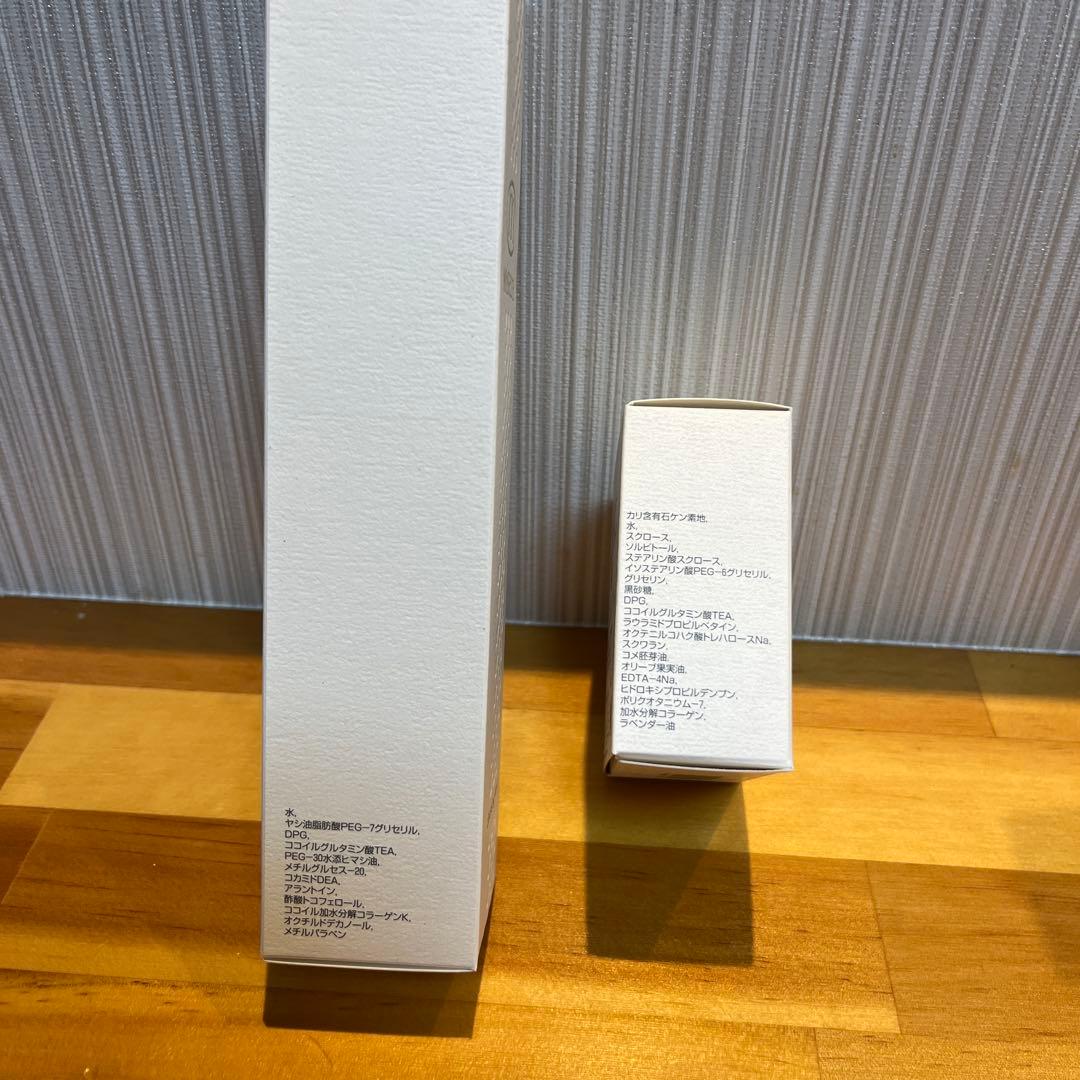 水,
ヤシ油脂肪酸PEG-7グリセリル,
DPG,
ココイルグルタミン酸TEA,
PEG-30水添ヒマシ油,
メチルグルセス-20,
コカミドDEA,
アラントイン,
酢酸トコフェロール,
ココイル加水分解コラーゲンK,
オクチルドデカノール,
メチルパラベン
カリ含有石ケン素地,
水,
スクロース,
ソルビトール,
ステアリン酸スクロース,
イソステアリン酸PEG-6グリセリル,
グリセリン,
黒砂糖,
DPG,
ココイルグルタミン酸TEA,
ラウラミドプロピルベタイン,
オクテニルコハク酸トレハロースNa,
スクワラン,
コメ胚芽油,
オリーブ果実油,
EDTA-4Na,
ヒドロキシプロピルデンプン,
ポリクオタニウム-7,
加水分解コラーゲン,
ラベンダー油